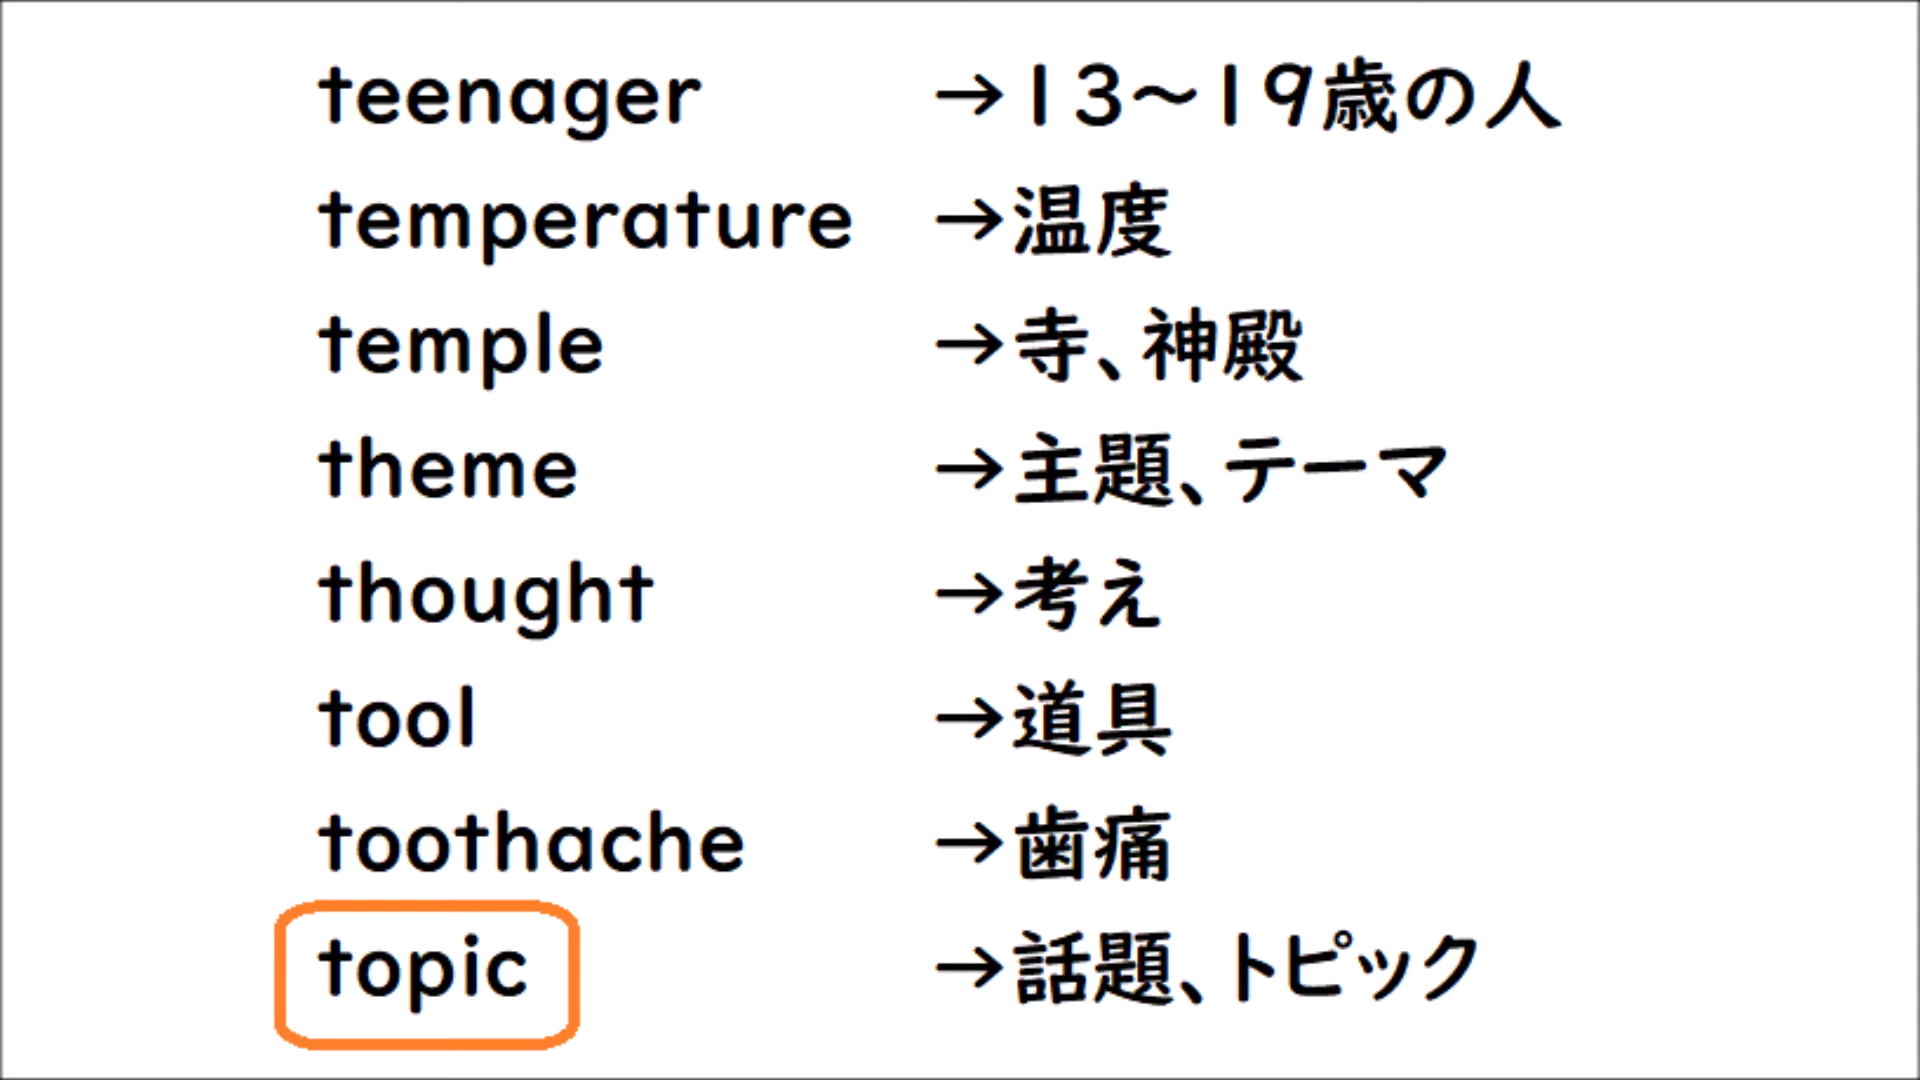 teenager →13〜19歳の人
temperature →温度
temple →寺、神殿
theme →主題、テーマ
thought →考え
tool →道具
toothache →歯痛
topic →話題、トピック